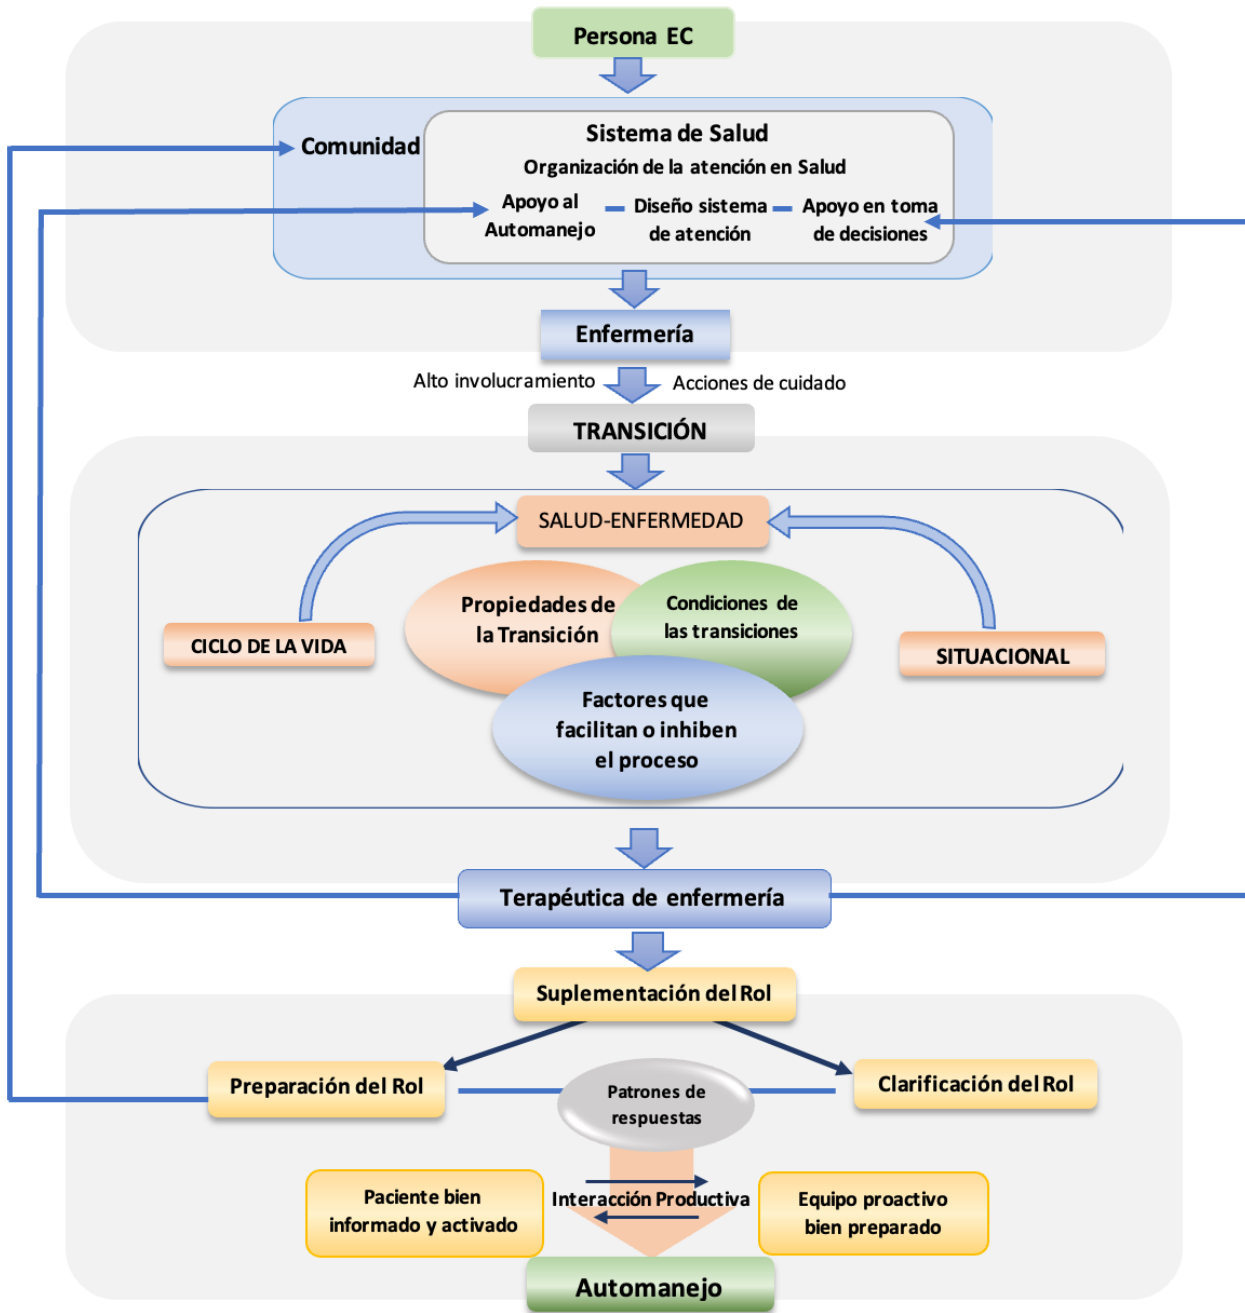 Persona EC
Comunidad
Sistema de Salud
Organización de la atención en Salud
Apoyo al
Automanejo
Diseño sistema
de atención
Apoyo en toma
de decisiones
Enfermería
Alto involucramiento
Acciones de cuidado
TRANSICIÓN
SALUD-ENFERMEDAD
CICLO DE LA VIDA
Propiedades de
la Transición
Condiciones de
las transiciones
SITUACIONAL
Factores que
facilitan o inhiben
el proceso
Terapéutica de enfermería
Suplementación del Rol
Preparación del Rol
Patrones de
respuestas
Clarificación del Rol
Paciente bien
informado y activado
Interacción Productiva
Equipo proactivo
bien preparado
Automanejo